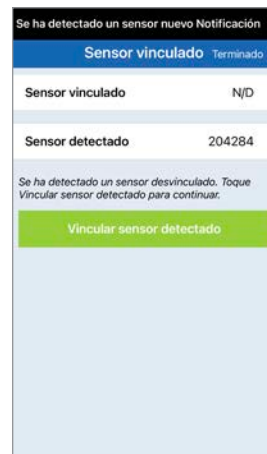 Se ha detectado un sensor nuevo Notificación
Sensor vinculado Terminado
Sensor vinculado N/D
Sensor detectado 204284
Se ha detectado un sensor desvinculado. Toque
Vincular sensor detectado para continuar.
Vincular sensor detectado